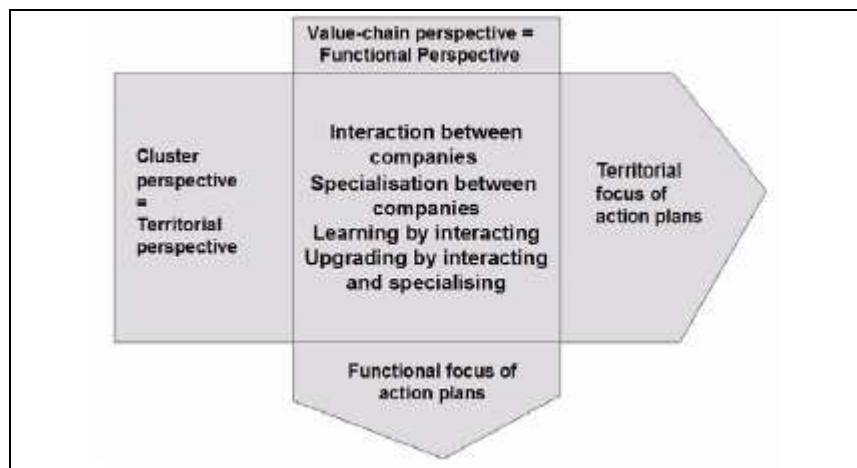 Value-chain perspective =
Functional Perspective
Cluster
perspective
=
Territorial
perspective
Interaction between
companies
Specialisation between
companies
Learning by interacting
Upgrading by interacting
and specialising
Territorial
focus of
action plans
Functional focus of
action plans